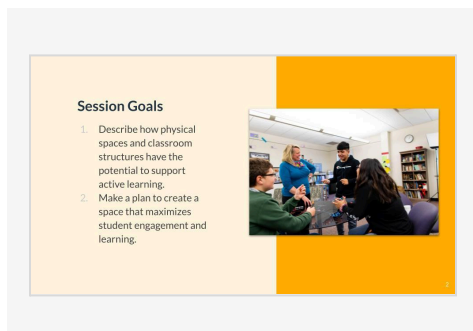 Session Goals
1. Describe how physical
spaces and classroom
structures have the
potential to support
active learning.
2. Make a plan to create a
space that maximizes
student engagement and
learning.
2